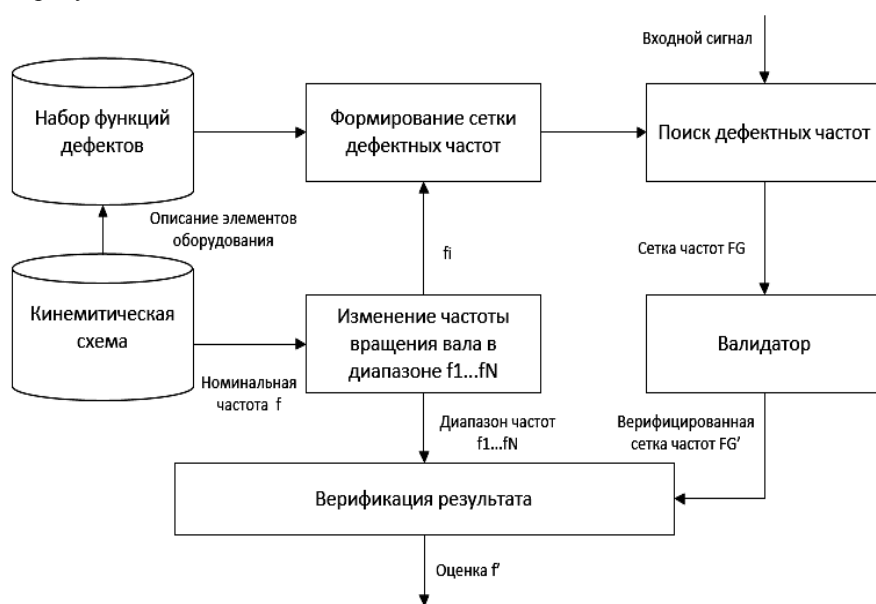 Входной сигнал
Набор функций
дефектов
Формирование сетки
дефектных частот
Поиск дефектных частот
Описание элементов
оборудования
fi
Сетка частот FG
Кинемитическая
схема
Изменение частоты
вращения вала в
диапазоне f1...fN
Валидатор
Номинальная
частота f
Диапазон частот
f1...fN
Верифицированная
сетка частот FG'
Верификация результата
Оценка f'